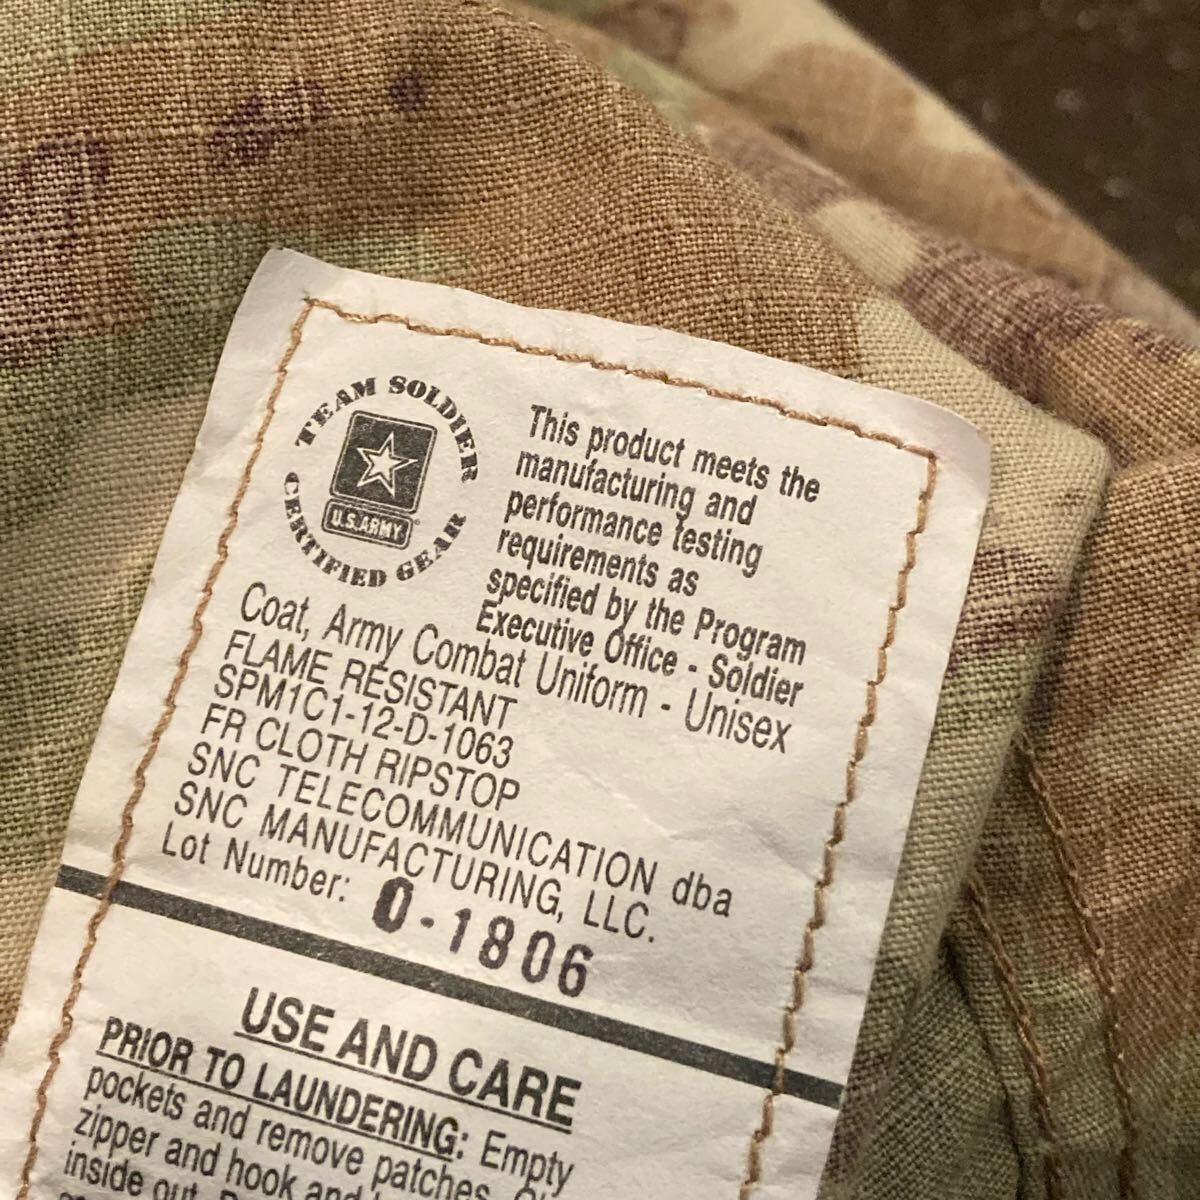 TEAM SOLDIER
CERTIFIED GEAR
U.S.ARMY
This product meets the
manufacturing and
performance testing
requirements as
specified by the Program
Executive Office - Soldier
Coat, Army Combat Uniform - Unisex
FLAME RESISTANT
SPM1C1-12-D-1063
FR CLOTH RIPSTOP
SNC TELECOMMUNICATION dba
SNC MANUFACTURING, LLC.
Lot Number: 0-1806
USE AND CARE
PRIOR TO LAUNDERING: Empty
pockets and remove patches.
zipper and hook and
inside out.